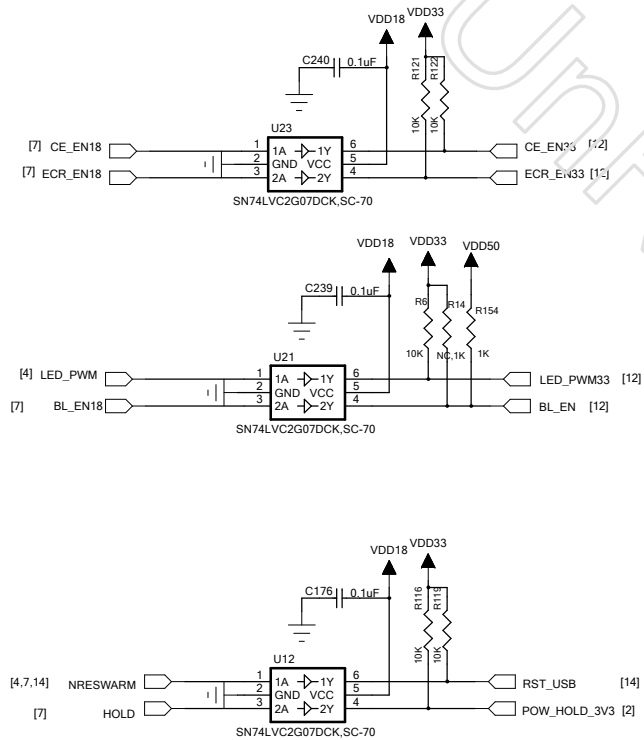 VDD18 VDD33
C240 0.1uF R121 R122
10K 10K
U23
[7] CE_EN18 1 1A 1Y 6 CE_EN33 [12]
2 GND VCC 5
[7] ECR_EN18 3 2A 2Y 4 ECR_EN33 [12]
SN74LVC2G07DCK,SC-70
VDD18 VDD33 VDD50
C239 0.1uF R6 R14 R154
10K NC,1K 1K
U21
[4] LED_PWM 1 1A 1Y 6 LED_PWM33 [12]
2 GND VCC 5
[7] BL_EN18 3 2A 2Y 4 BL_EN [12]
SN74LVC2G07DCK,SC-70
VDD18 VDD33
C176 0.1uF R116 R119
10K 10K
U12
[4,7,14] NRESWARM 1 1A 1Y 6 RST_USB [14]
2 GND VCC 5
[7] HOLD 3 2A 2Y 4 POW_HOLD_3V3 [2]
SN74LVC2G07DCK,SC-70